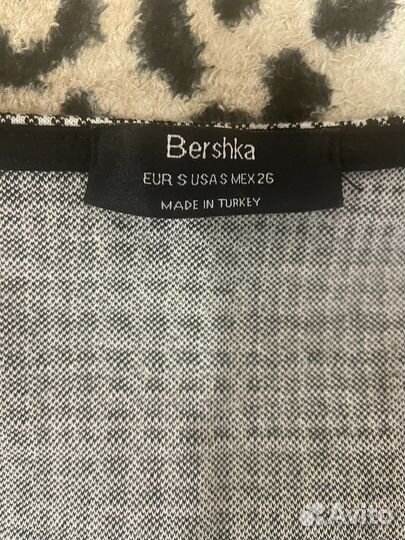 Bershka
EUR S USA S MEX 26
MADE IN TURKEY
Avito